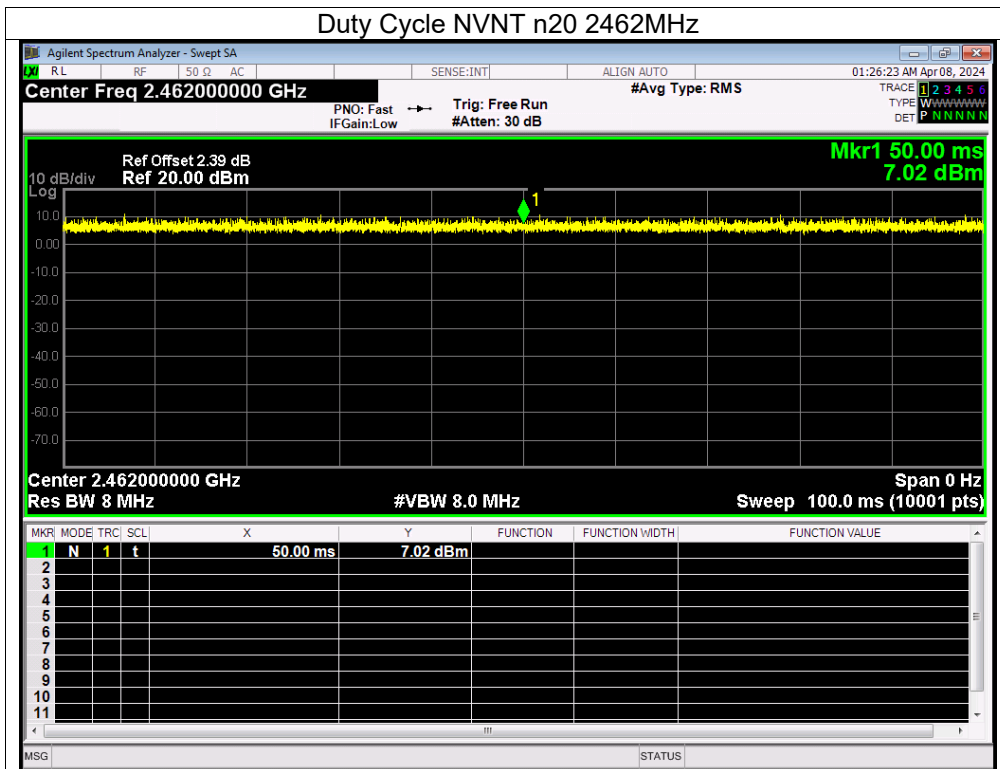 Duty Cycle NVNT n20 2462MHz
Agilent Spectrum Analyzer - Swept SA
LXI RL RF 50 Ω AC SENSE:INT ALIGN AUTO 01:26:23 AM Apr 08, 2024
Center Freq 2.462000000 GHz #Avg Type: RMS TRACE 1 2 3 4 5 6
PNO: Fast Trig: Free Run TYPE WWWWWWW
IFGain:Low #Atten: 30 dB DET P N N N N N
Mkr1 50.00 ms
7.02 dBm
Ref Offset 2.39 dB
10 dB/div Ref 20.00 dBm
Log
1
10.0
0.00
-10.0
-20.0
-30.0
-40.0
-50.0
-60.0
-70.0
Center 2.462000000 GHz Span 0 Hz
Res BW 8 MHz #VBW 8.0 MHz Sweep 100.0 ms (10001 pts)
MKR MODE TRC SCL X Y FUNCTION FUNCTION WIDTH FUNCTION VALUE
1 N 1 t 50.00 ms 7.02 dBm
2
3
4
5
6
7
8
9
10
11
MSG STATUS